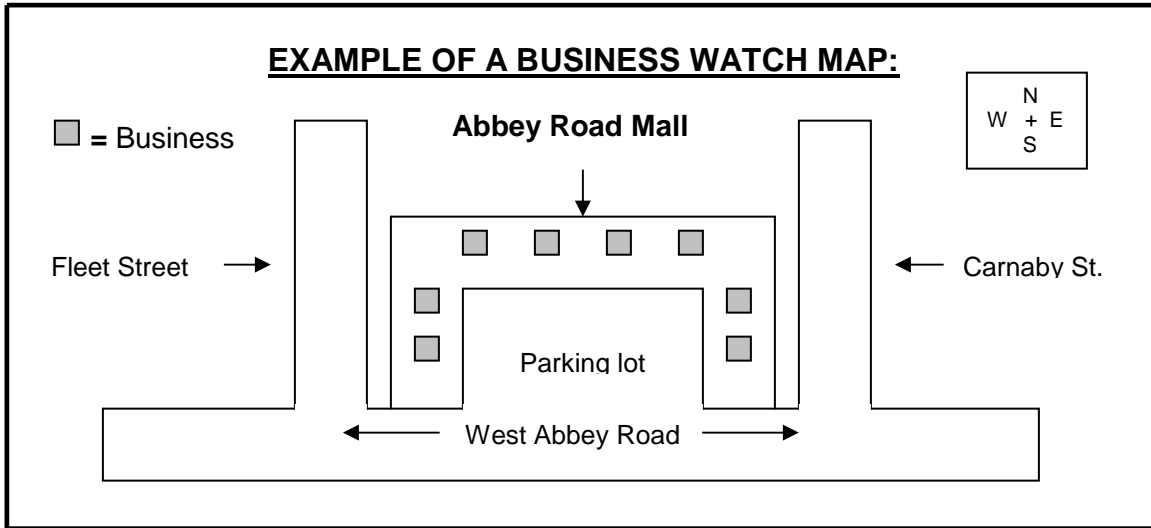 EXAMPLE OF A BUSINESS WATCH MAP:
= Business
Abbey Road Mall
N
W + E
S
Fleet Street
Carnaby St.
Parking lot
West Abbey Road